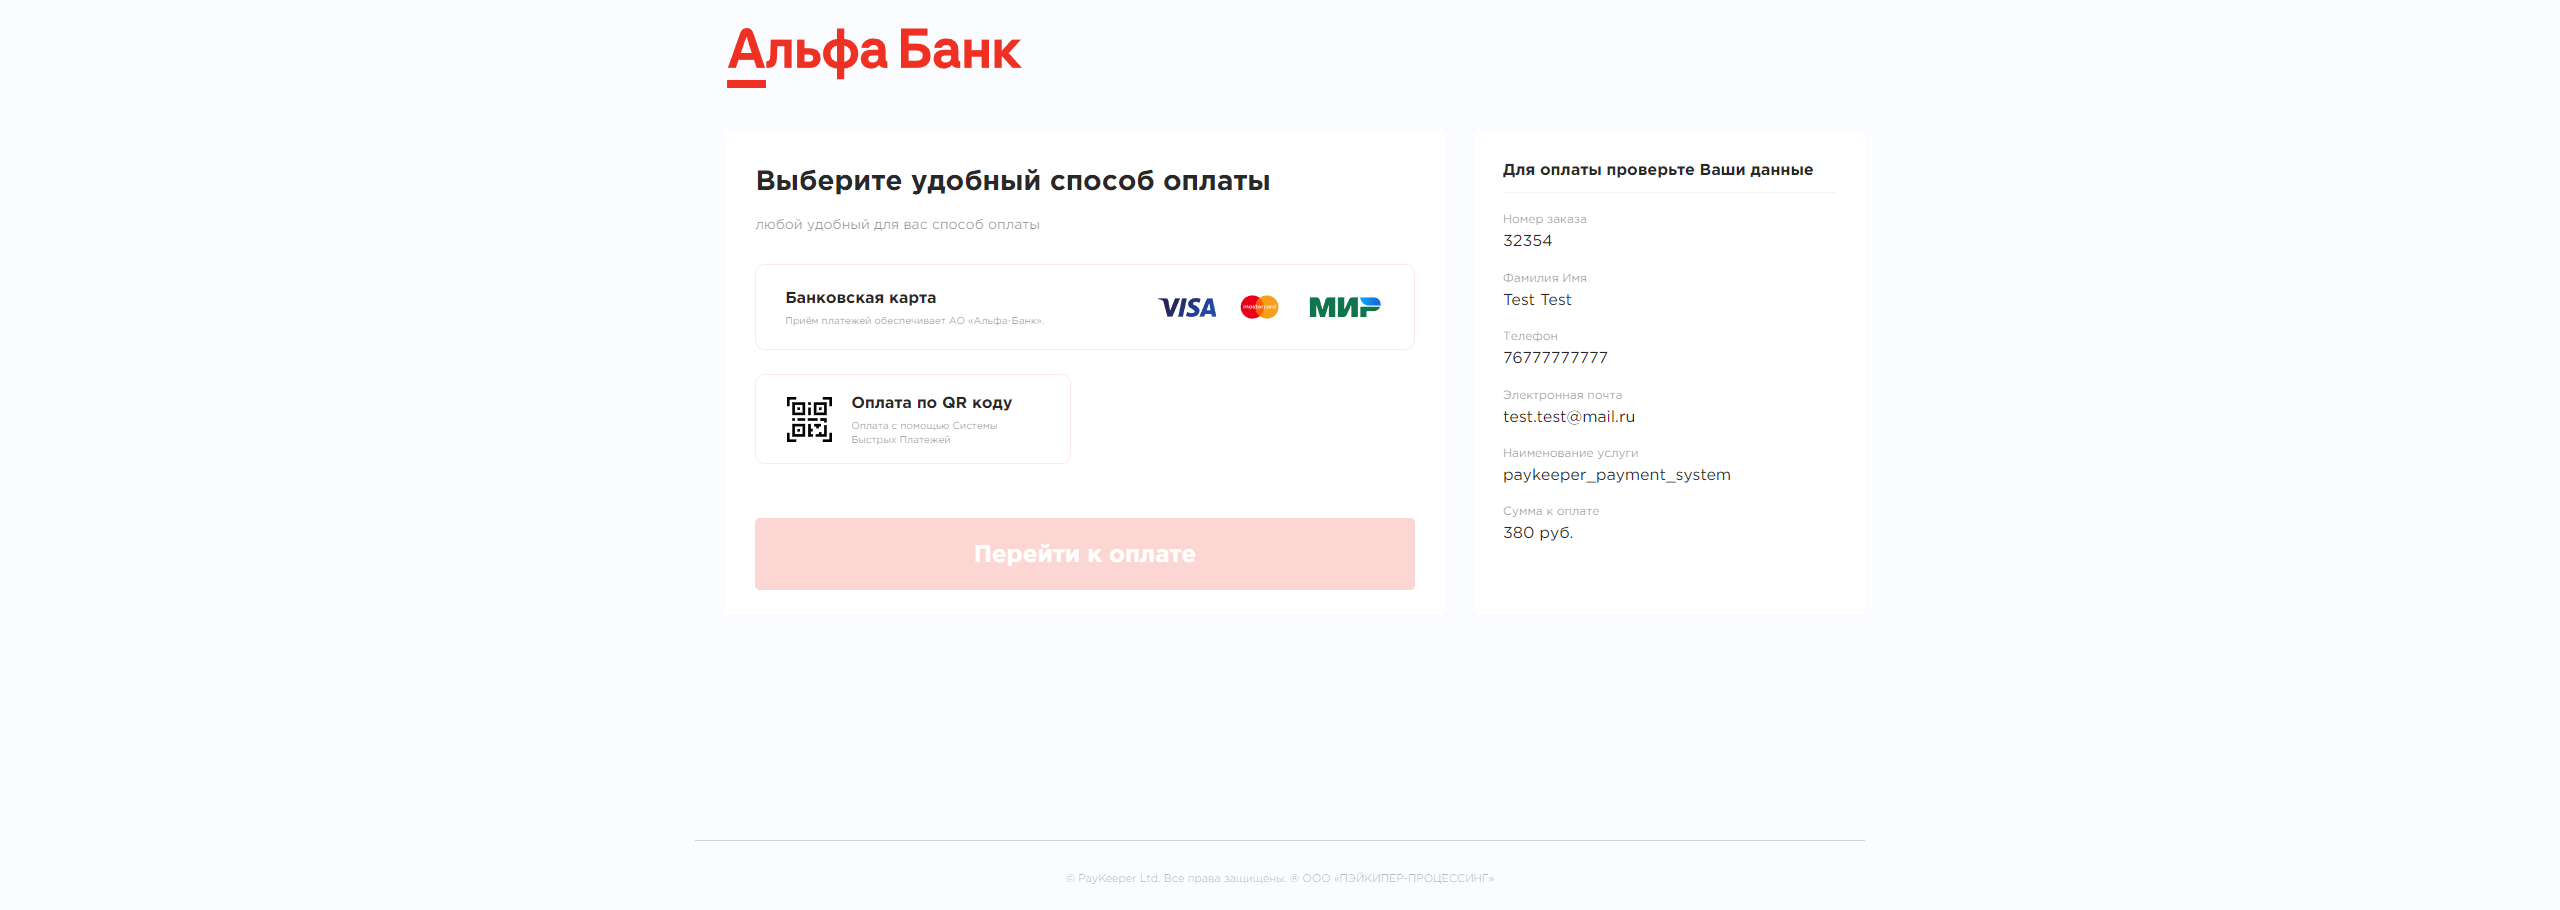 Альфа Банк
Выберите удобный способ оплаты
любой удобный для вас способ оплаты
Банковская карта
Приём платежей обеспечивает АО «Альфа-Банк».
VISA
mastercard
МИР
Оплата по QR коду
Оплата с помощью Системы
Быстрых Платежей
Перейти к оплате
Для оплаты проверьте Ваши данные
Номер заказа
32354
Фамилия Имя
Test Test
Телефон
76777777777
Электронная почта
test.test@mail.ru
Наименование услуги
paykeeper_payment_system
Сумма к оплате
380 руб.
© PayKeeper Ltd. Все права защищены. ® ООО «ПЭЙКИПЕР-ПРОЦЕССИНГ»